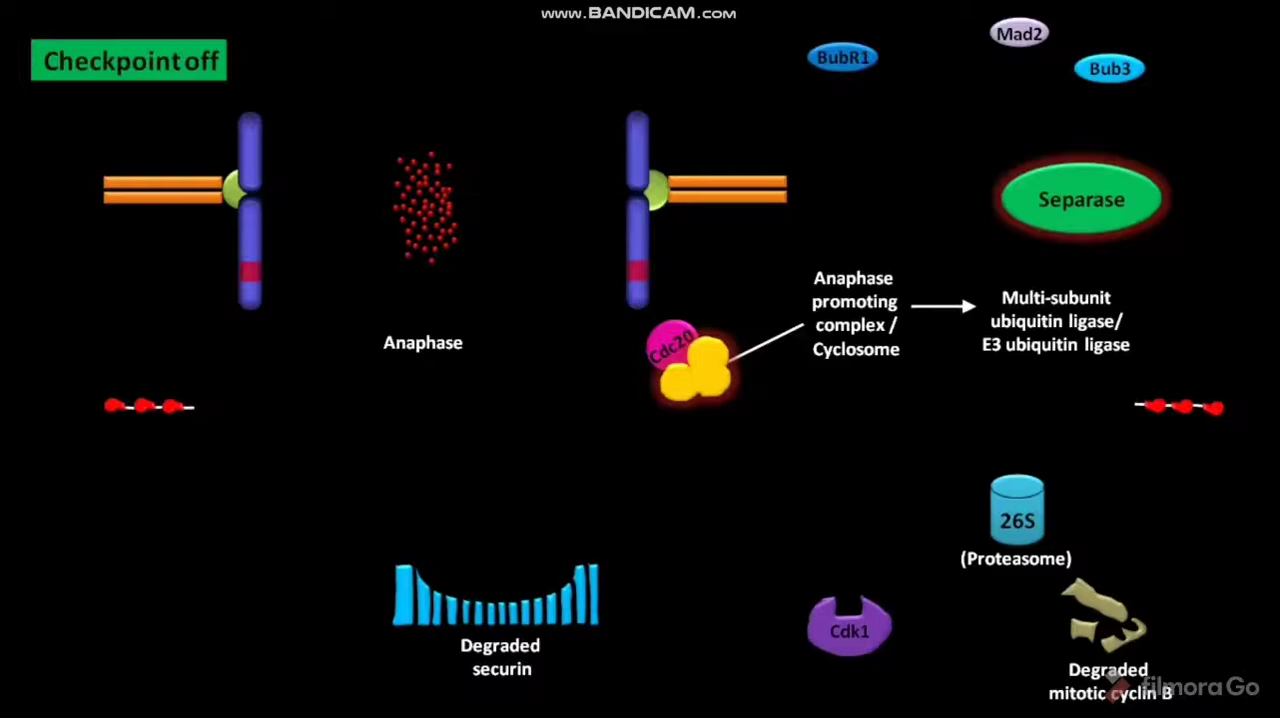 www.BANDICAM.com
Checkpoint off
BubR1
Mad2
Bub3
Separase
Anaphase
promoting
complex /
Cyclosome
Multi-subunit
ubiquitin ligase/
E3 ubiquitin ligase
Cdc20
Anaphase
26S
(Proteasome)
Degraded
securin
Cdk1
Degraded
mitotic cyclin B
filmora Go